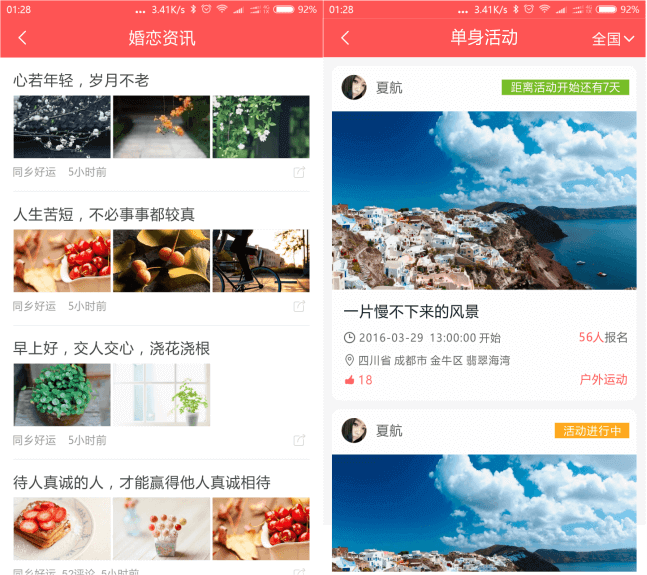 01:28
... 3.41K/s 92%
婚恋资讯
心若年轻，岁月不老
同乡好运 5小时前
人生苦短，不必事事都较真
同乡好运 5小时前
早上好，交人交心，浇花浇根
同乡好运 5小时前
待人真诚的人，才能赢得他人真诚相待
同乡好运 52评论 5小时前
01:28
... 3.41K/s 92%
单身活动
全国
夏航
距离活动开始还有7天
一片慢不下来的风景
2016-03-29 13:00:00 开始
56人报名
四川省 成都市 金牛区 翡翠海湾
18
户外运动
夏航
活动进行中